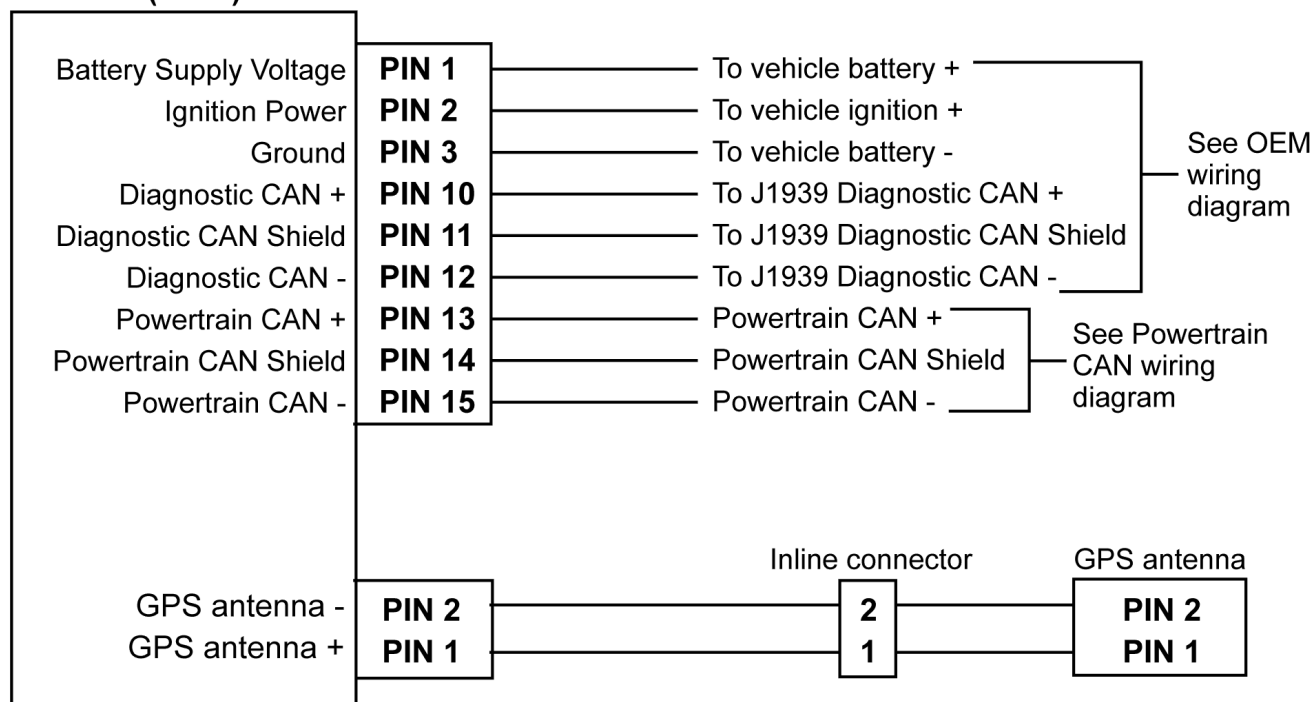 Battery Supply Voltage PIN 1 To vehicle battery +
Ignition Power PIN 2 To vehicle ignition +
Ground PIN 3 To vehicle battery -
Diagnostic CAN + PIN 10 To J1939 Diagnostic CAN +
Diagnostic CAN Shield PIN 11 To J1939 Diagnostic CAN Shield
Diagnostic CAN - PIN 12 To J1939 Diagnostic CAN -
See OEM
wiring
diagram
Powertrain CAN + PIN 13 Powertrain CAN +
Powertrain CAN Shield PIN 14 Powertrain CAN Shield
Powertrain CAN - PIN 15 Powertrain CAN -
See Powertrain
CAN wiring
diagram
Inline connector GPS antenna
GPS antenna - PIN 2 2 PIN 2
GPS antenna + PIN 1 1 PIN 1